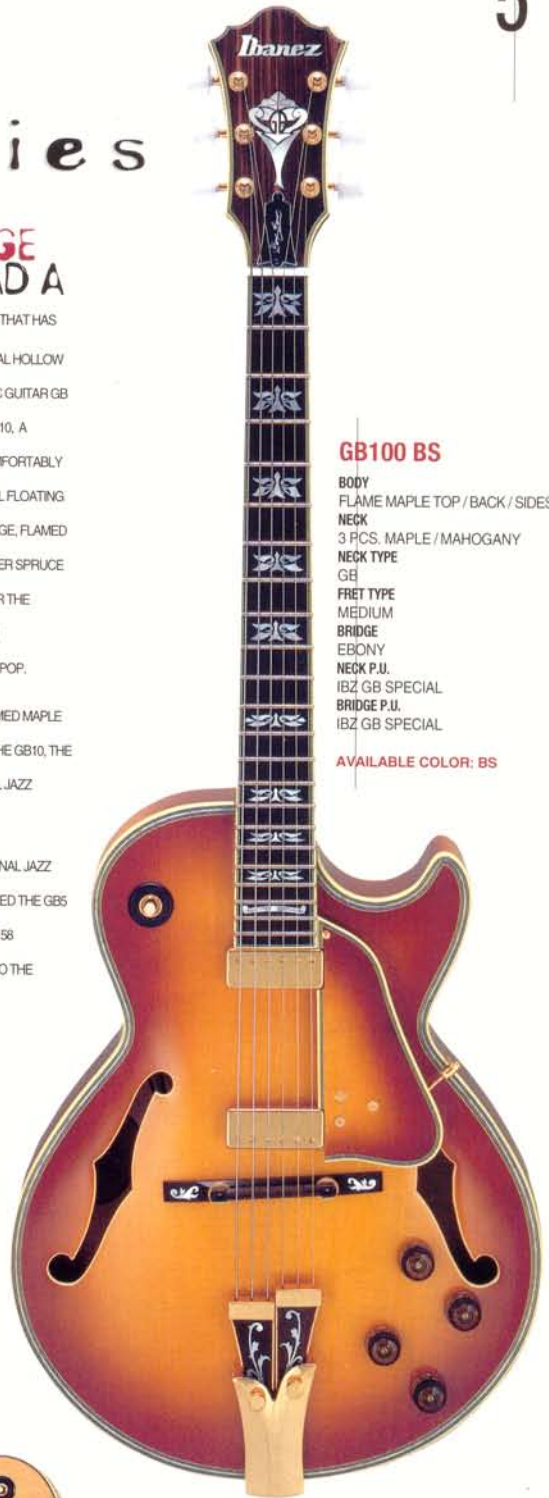 5
Ibanez
GB
ies
GE
AD A
THAT HAS
AL HOLLOW
C GUITAR GB
10, A
FORTABLY
L FLOATING
GE, FLAMED
ER SPRUCE
R THE
POP.
MED MAPLE
HE GB10, THE
JAZZ
NAL JAZZ
ED THE GB5
58
O THE
GB100 BS
BODY
FLAME MAPLE TOP / BACK / SIDES
NECK
3 PCS. MAPLE / MAHOGANY
NECK TYPE
GB
FRET TYPE
MEDIUM
BRIDGE
EBONY
NECK P.U.
IBZ GB SPECIAL
BRIDGE P.U.
IBZ GB SPECIAL
AVAILABLE COLOR: BS